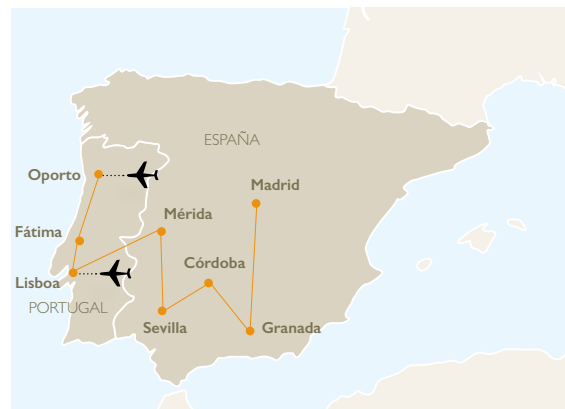 ESPAÑA
Oporto
Madrid
Mérida
Fátima
Córdoba
Lisboa
PORTUGAL
Sevilla
Granada